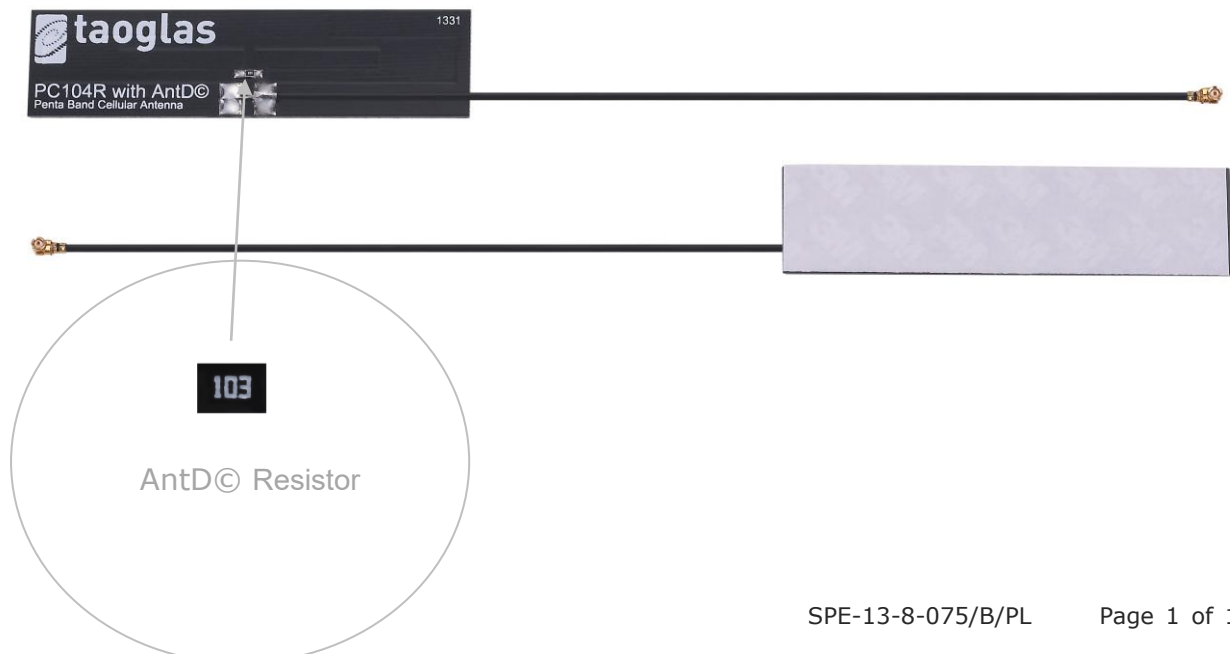 taoglas
1331
PC104R with AntD©
Penta Band Cellular Antenna
103
AntD© Resistor
SPE-13-8-075/B/PL Page 1 of